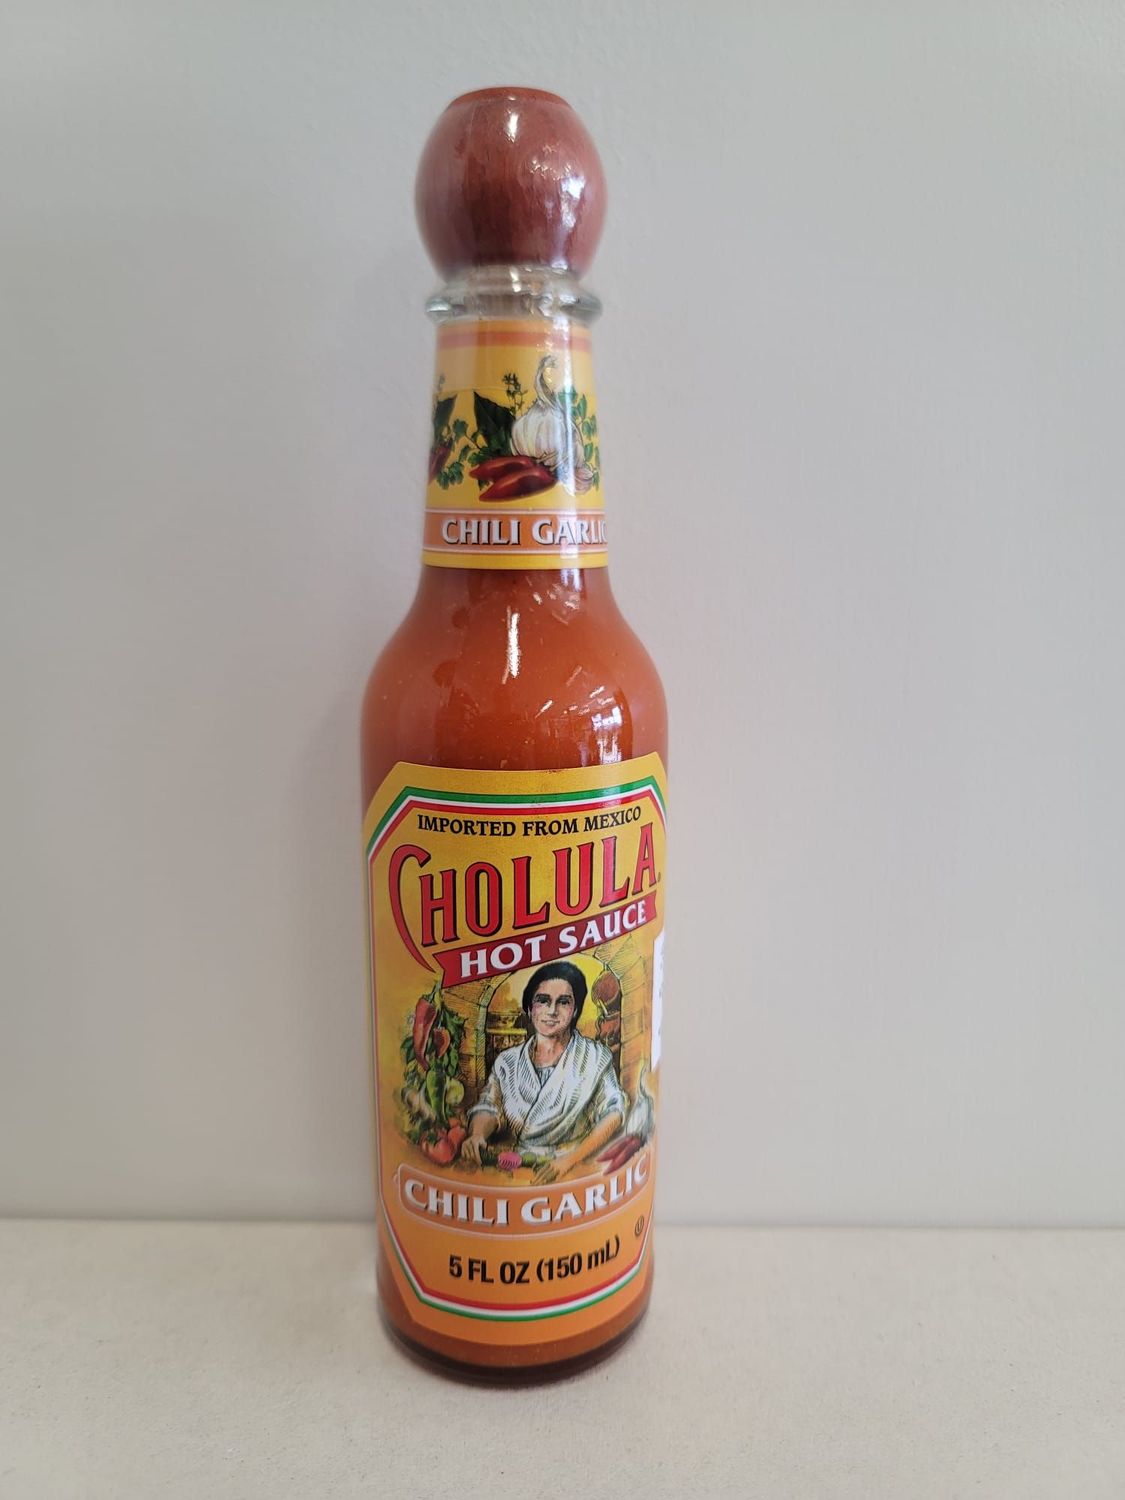 CHILI GARLIC
IMPORTED FROM MEXICO
CHOLULA
HOT SAUCE
CHILI GARLIC
5 FL OZ (150 mL)